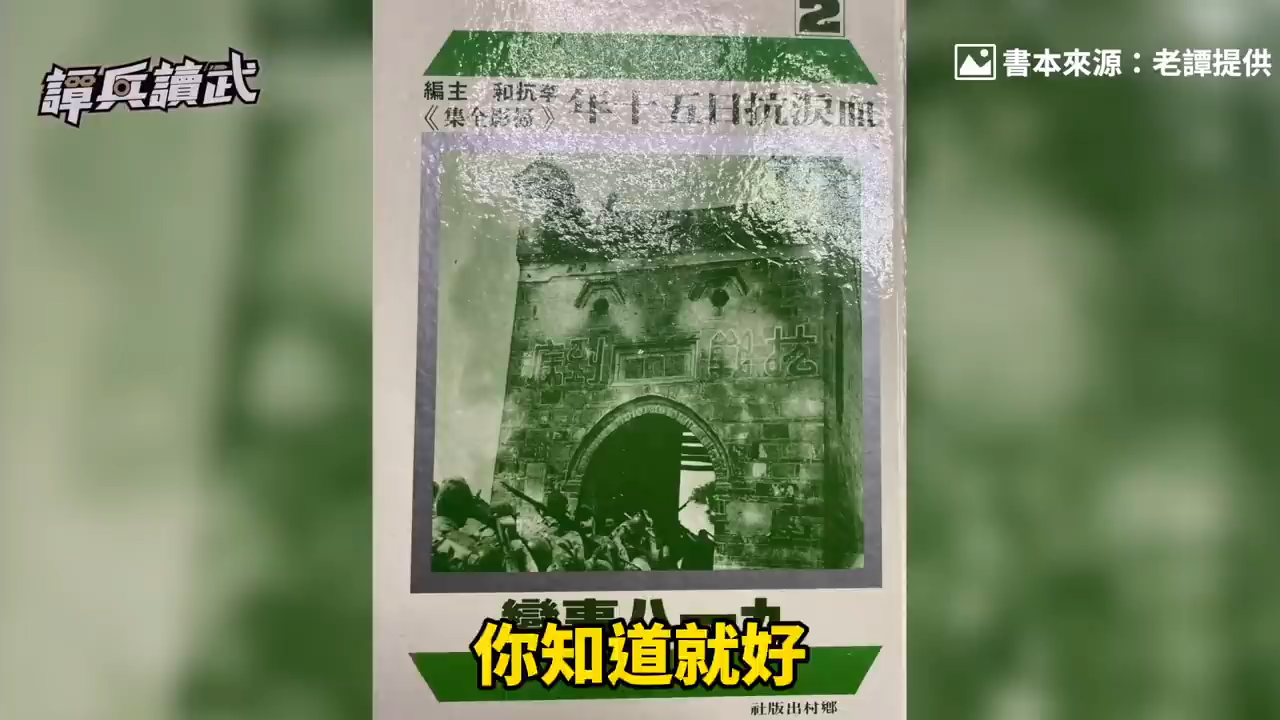 譚兵讀武
書本來源：老譚提供
2
血淚抗日五十年
李抗和 主編
《攝影全集》
九一八事變
你知道就好
鄉村出版社